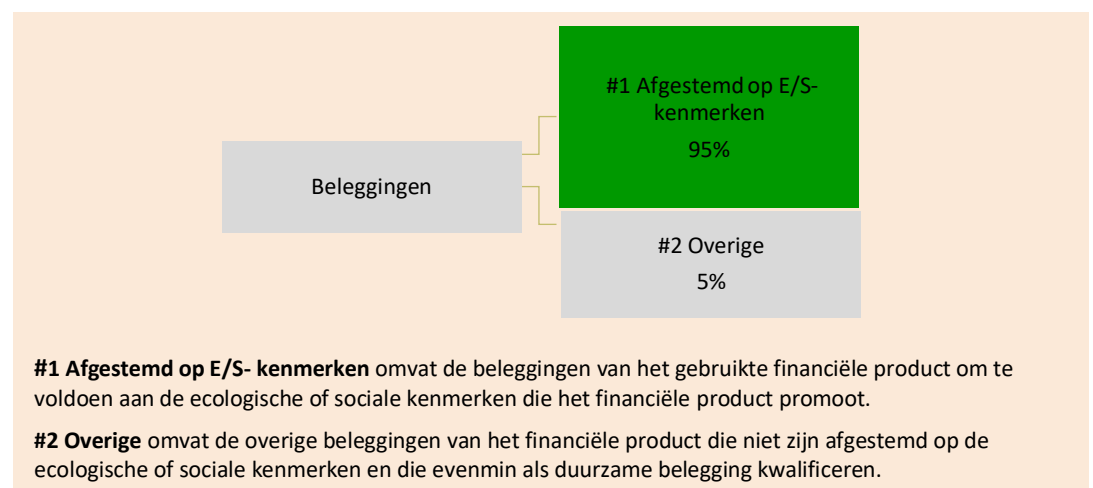 #1 Afgestemd op E/S-
kenmerken
95%
Beleggingen
#2 Overige
5%
#1 Afgestemd op E/S- kenmerken omvat de beleggingen van het gebruikte financiële product om te
voldoen aan de ecologische of sociale kenmerken die het financiële product promoot.
#2 Overige omvat de overige beleggingen van het financiële product die niet zijn afgestemd op de
ecologische of sociale kenmerken en die evenmin als duurzame belegging kwalificeren.